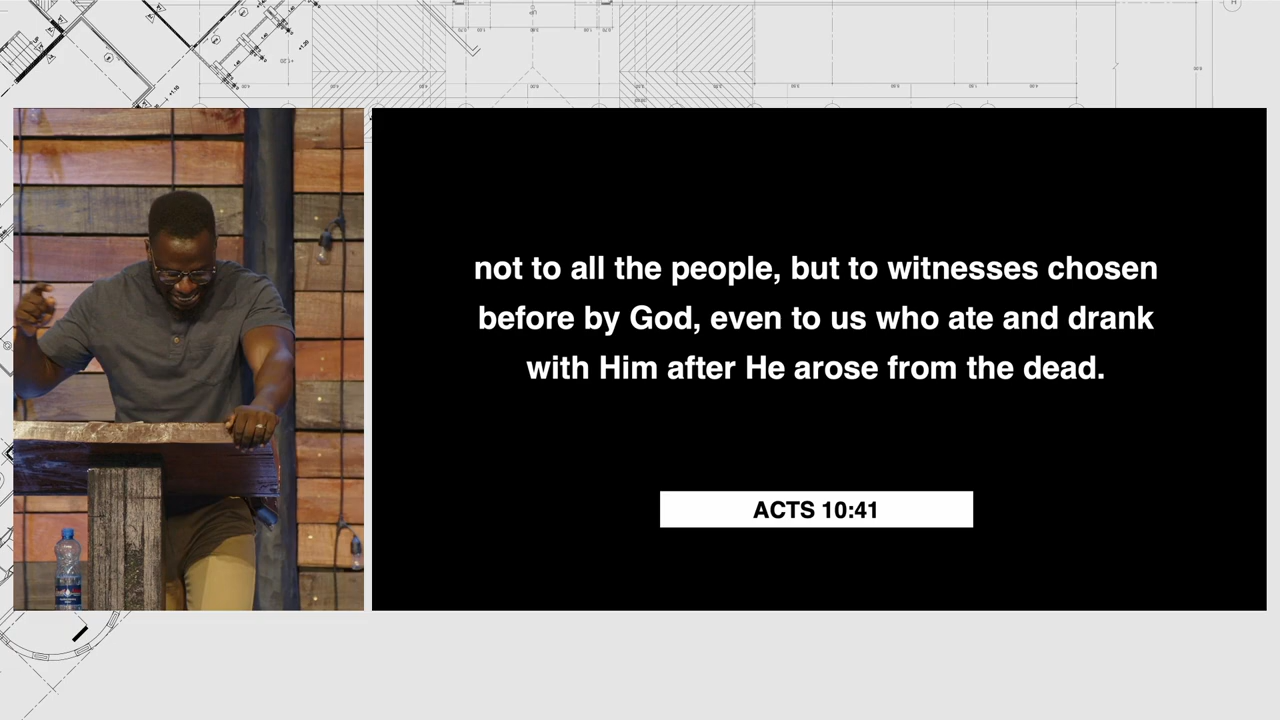 not to all the people, but to witnesses chosen
before by God, even to us who ate and drank
with Him after He arose from the dead.
ACTS 10:41